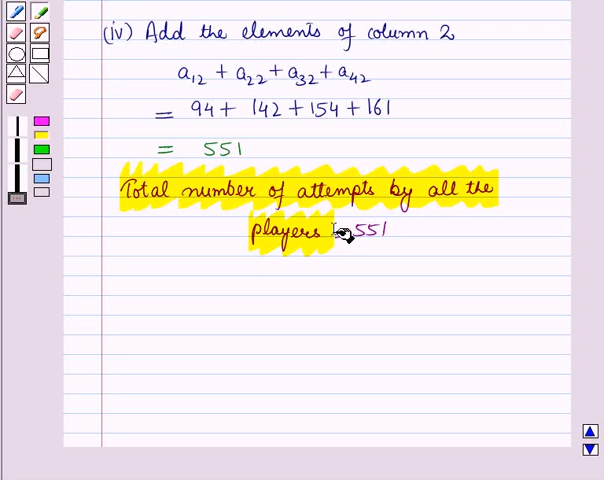 (iv) Add the elements of column 2
a₁₂ + a₂₂ + a₃₂ + a₄₂
= 94 + 142 + 154 + 161
= 551
Total number of attempts by all the
players = 551